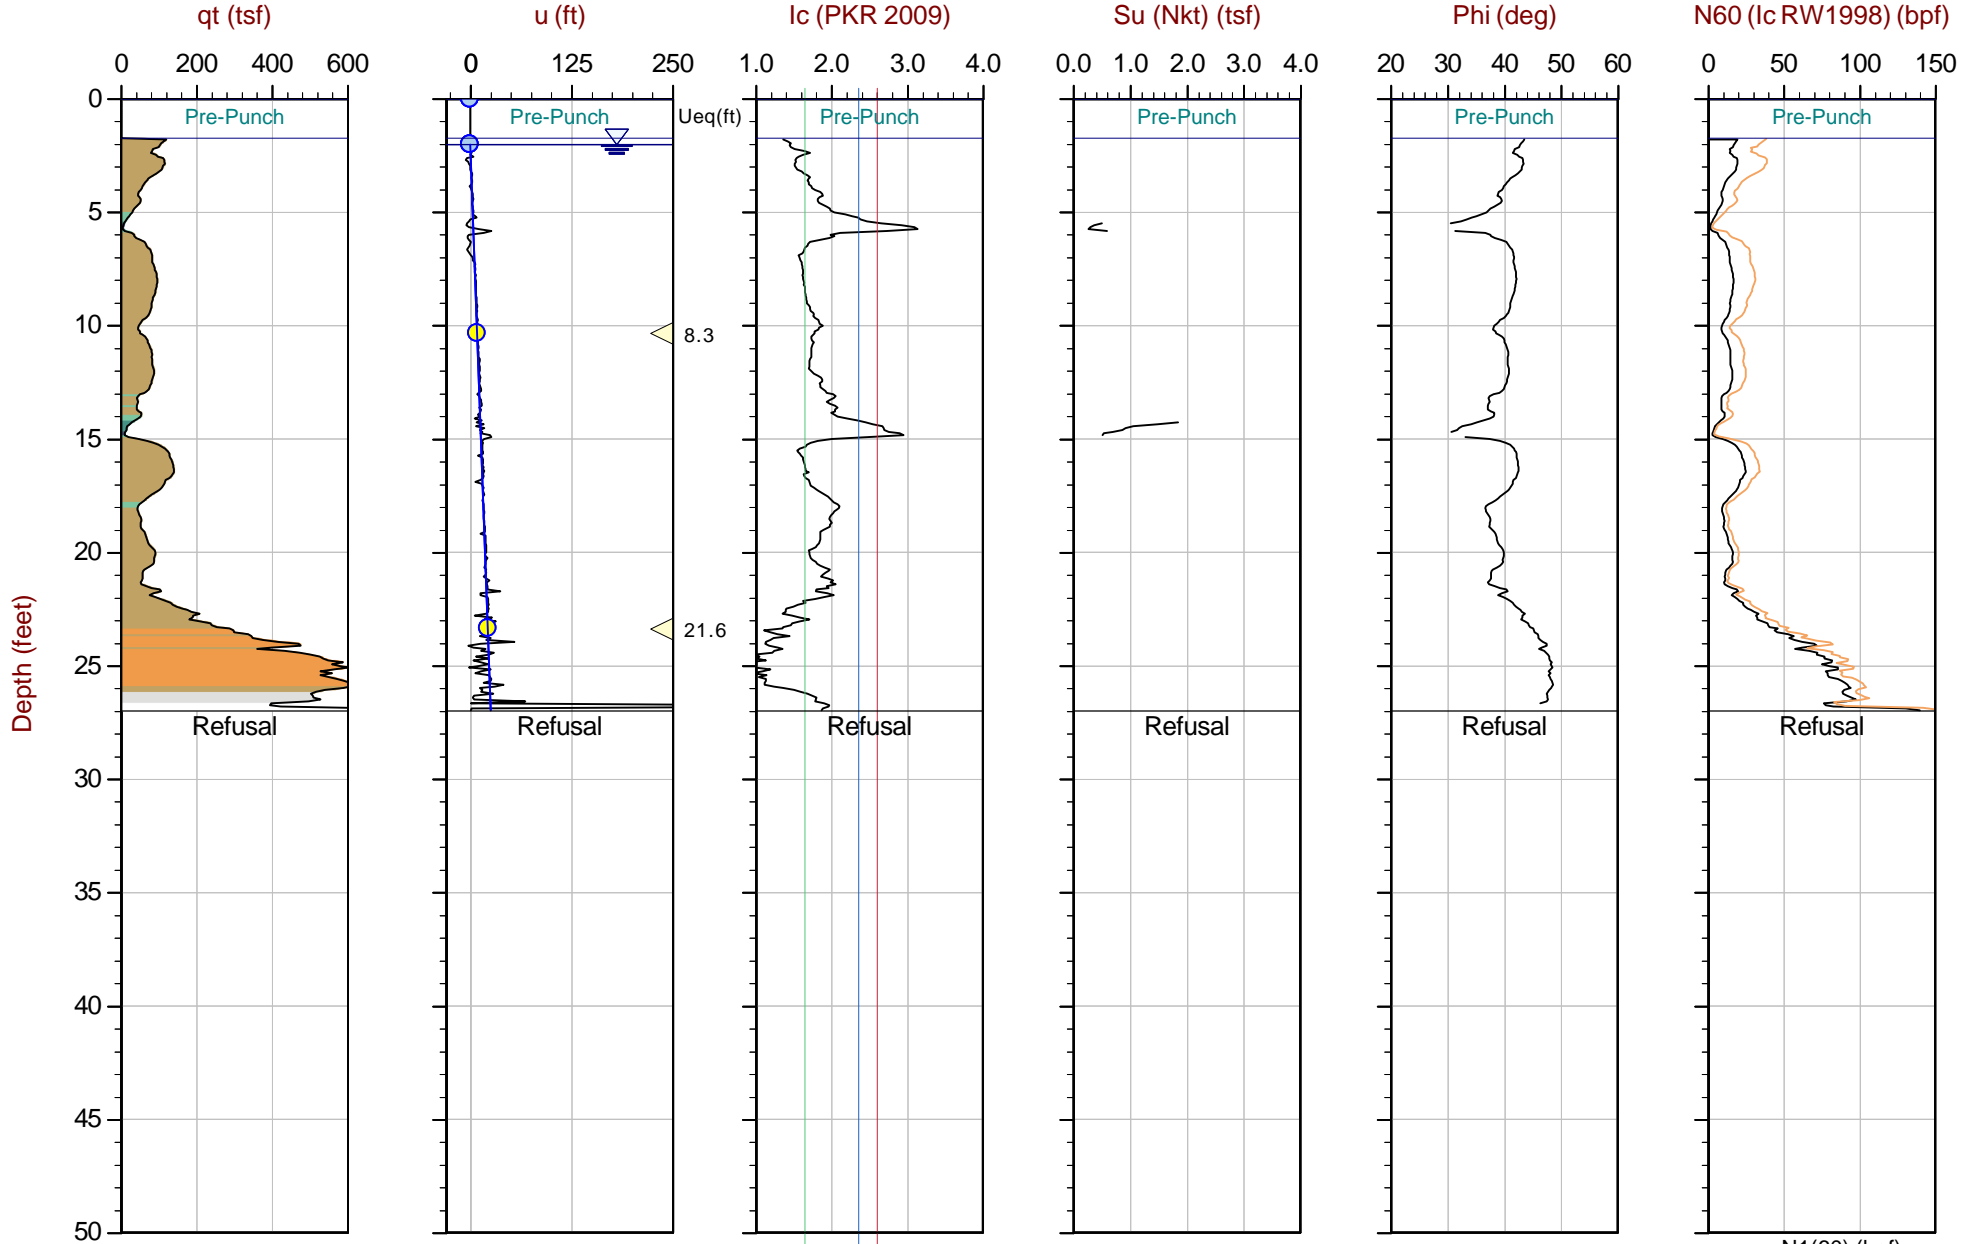 qt (tsf)
u (ft)
Ic (PKR 2009)
Su (Nkt) (tsf)
Phi (deg)
N60 (Ic RW1998) (bpf)
0 200 400 600
0 125 250
1.0 2.0 3.0 4.0
0.0 1.0 2.0 3.0 4.0
20 30 40 50 60
0 50 100 150
Pre-Punch
Pre-Punch
Ueq(ft)
Pre-Punch
Pre-Punch
Pre-Punch
Pre-Punch
0
5
10
15
20
25
30
35
40
45
50
8.3
21.6
Depth (feet)
Refusal
Refusal
Refusal
Refusal
Refusal
Refusal